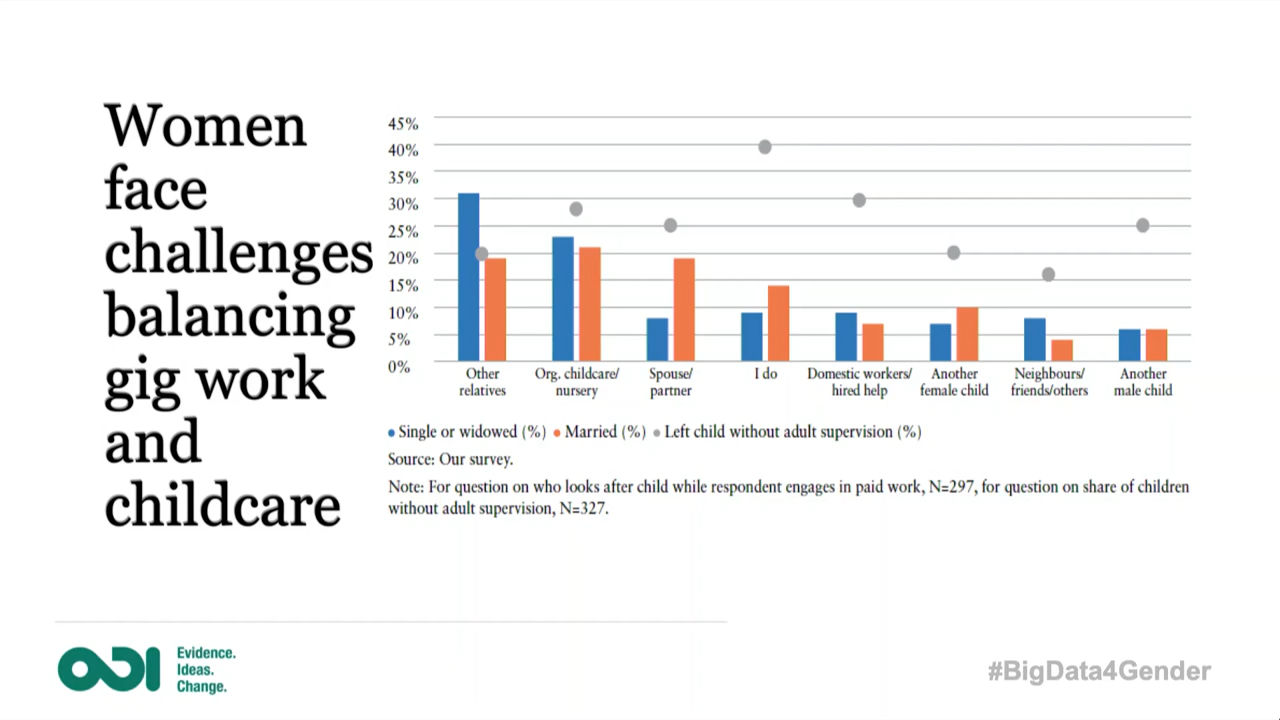 Women
face
challenges
balancing
gig work
and
childcare
45%
40%
35%
30%
25%
20%
15%
10%
5%
0%
Other
relatives
Org. childcare/
nursery
Spouse/
partner
I do
Domestic workers/
hired help
Another
female child
Neighbours/
friends/others
Another
male child
Single or widowed (%) Married (%) Left child without adult supervision (%)
Source: Our survey.
Note: For question on who looks after child while respondent engages in paid work, N=297, for question on share of children
without adult supervision, N=327.
ODI
Evidence.
Ideas.
Change.
#BigData4Gender